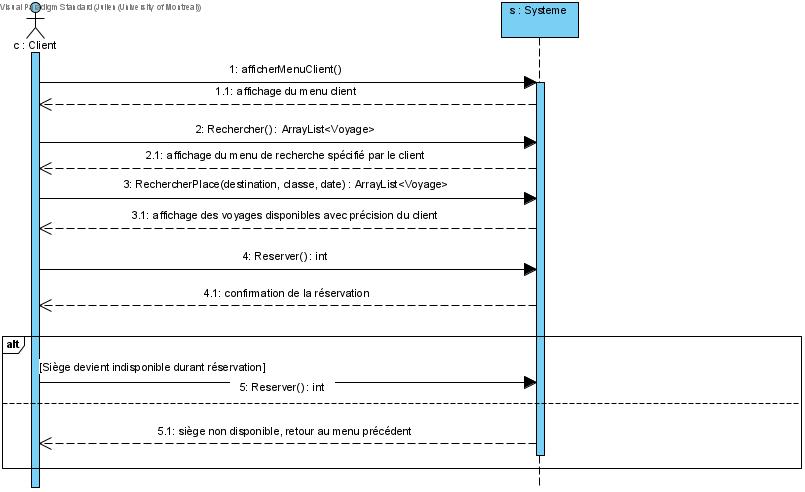 Visual Paradigm Standard (Julien (University of Montreal))
s : Systeme
c : Client
1: afficherMenuClient()
1.1: affichage du menu client
2: Rechercher() : ArrayList<Voyage>
2.1: affichage du menu de recherche spécifié par le client
3: RechercherPlace(destination, classe, date) : ArrayList<Voyage>
3.1: affichage des voyages disponibles avec précision du client
4: Reserver() : int
4.1: confirmation de la réservation
alt
[Siège devient indisponible durant réservation]
5: Reserver() : int
5.1: siège non disponible, retour au menu précédent